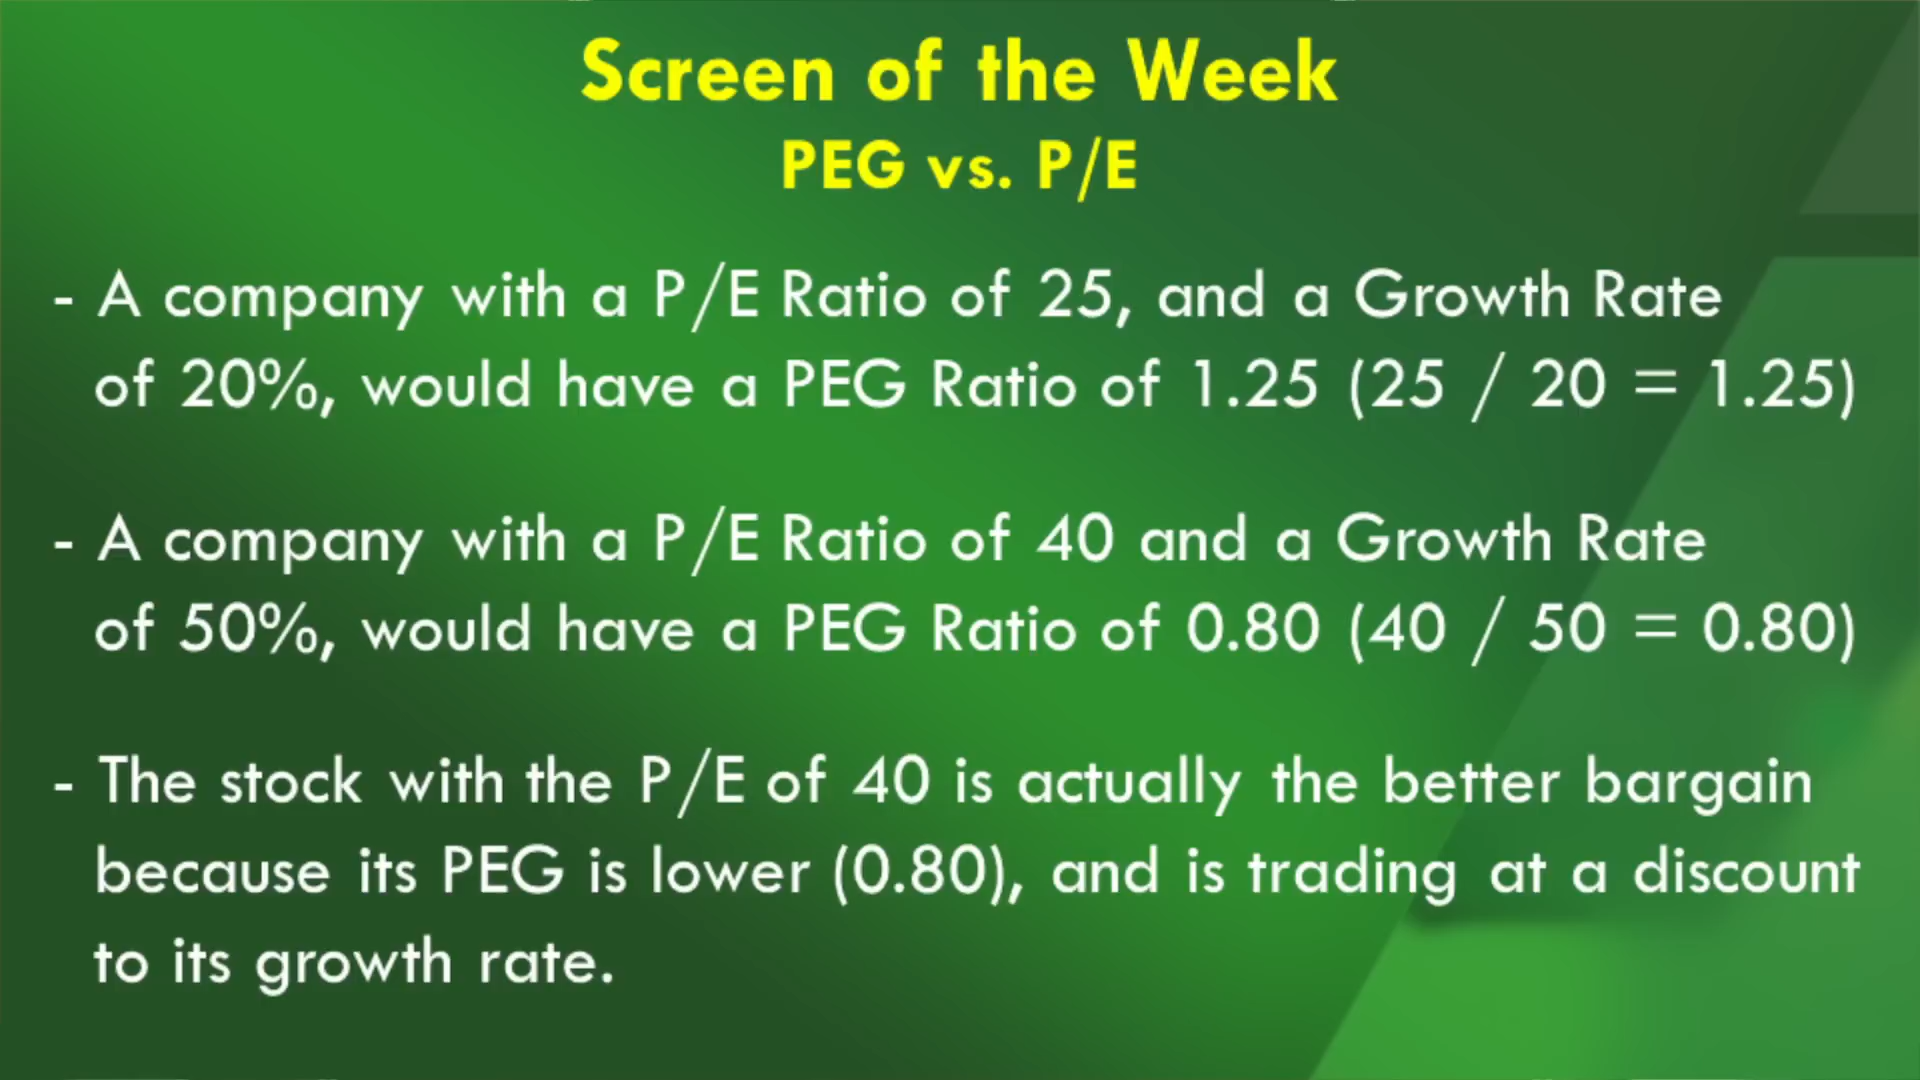 Screen of the Week
PEG vs. P/E
- A company with a P/E Ratio of 25, and a Growth Rate
of 20%, would have a PEG Ratio of 1.25 (25 / 20 = 1.25)
- A company with a P/E Ratio of 40 and a Growth Rate
of 50%, would have a PEG Ratio of 0.80 (40 / 50 = 0.80)
- The stock with the P/E of 40 is actually the better bargain
because its PEG is lower (0.80), and is trading at a discount
to its growth rate.